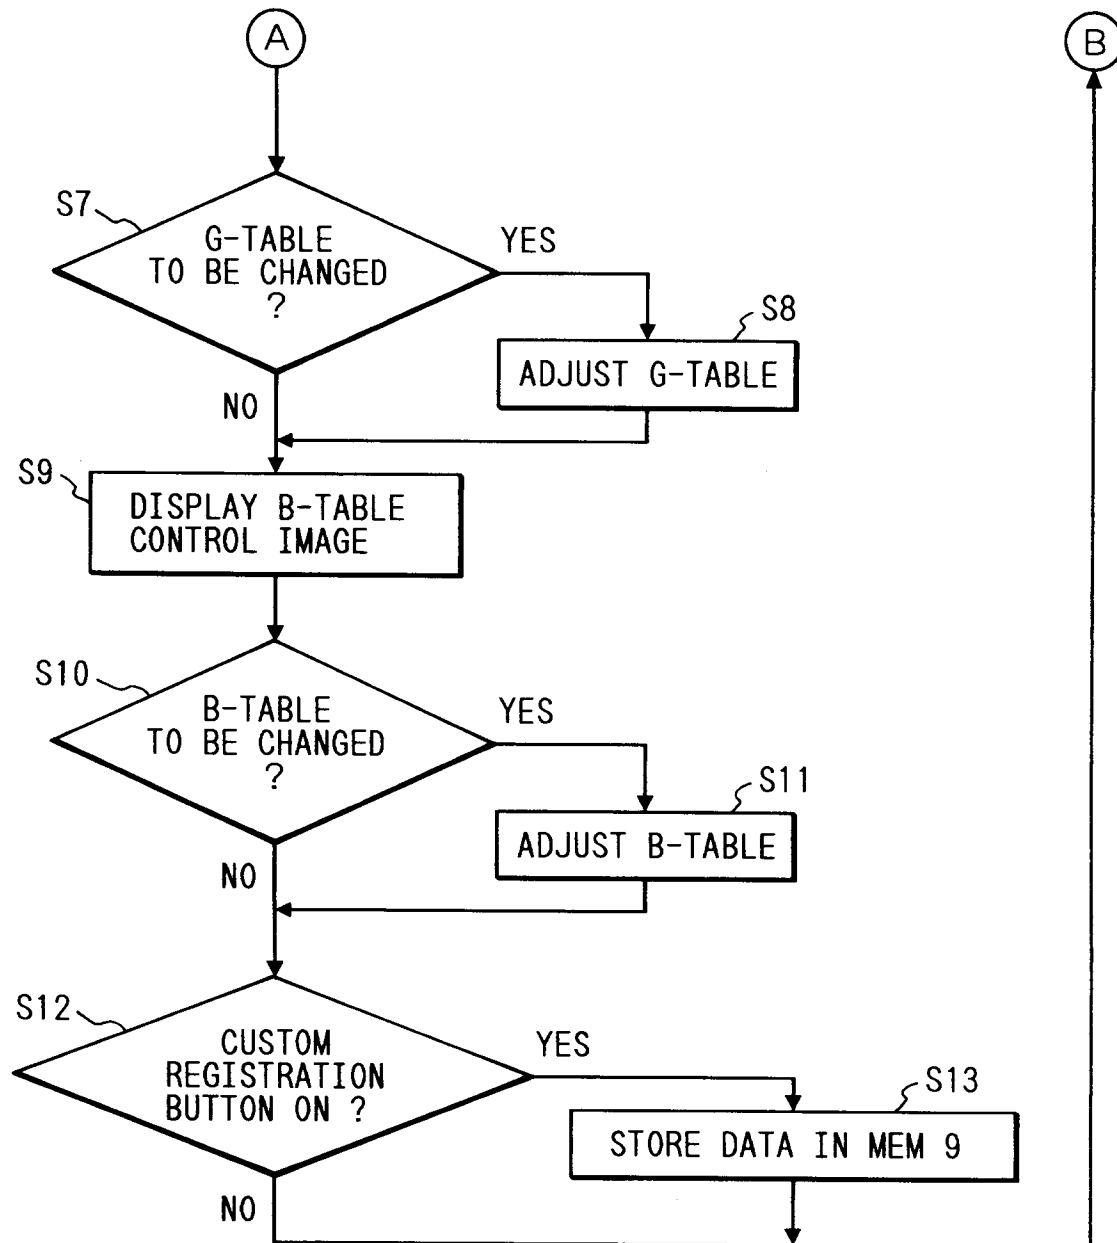 A
B
S7
G-TABLE
TO BE CHANGED
?
YES
S8
ADJUST G-TABLE
NO
S9
DISPLAY B-TABLE
CONTROL IMAGE
S10
B-TABLE
TO BE CHANGED
?
YES
S11
ADJUST B-TABLE
NO
S12
CUSTOM
REGISTRATION
BUTTON ON ?
YES
S13
STORE DATA IN MEM 9
NO